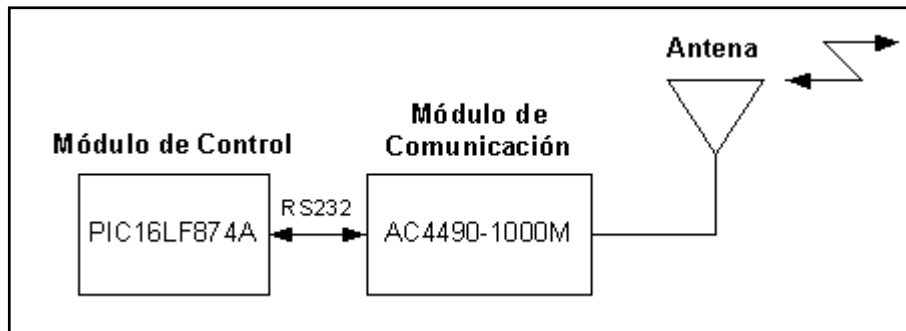 Antena
Módulo de
Comunicación
Módulo de Control
RS232
PIC16LF874A
AC4490-1000M